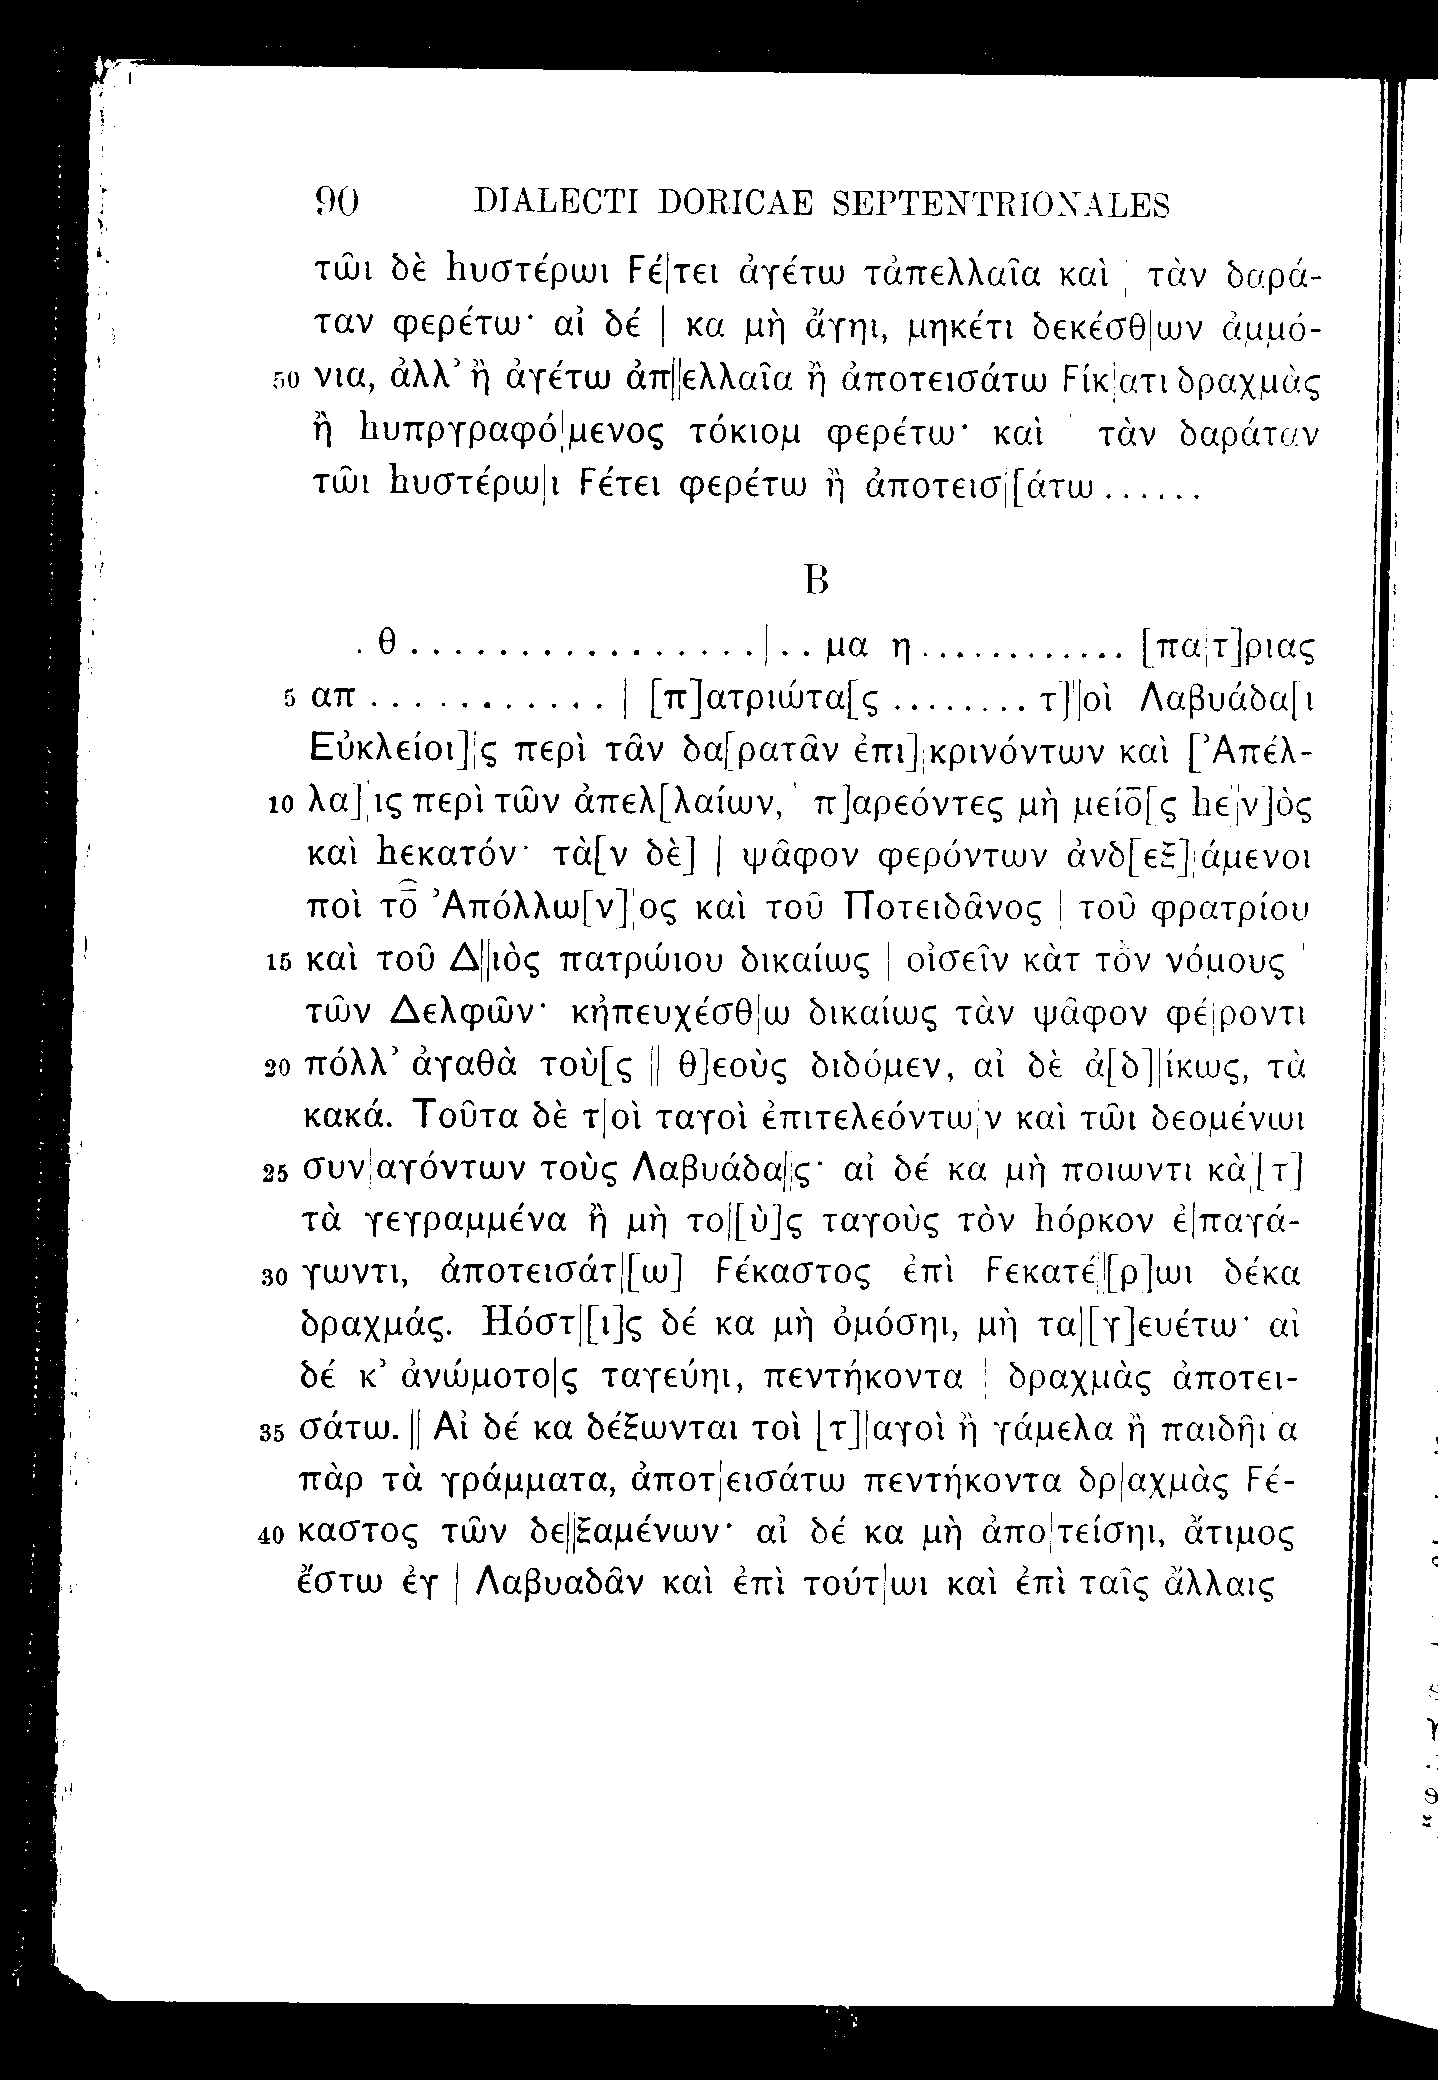 90 DIALECTI DORICAE SEPTENTRIONALES
τῶι δὲ hυστέρωι Ϝέ|τει ἀγέτω τἀπελλαῖα καὶ | τὰν δαρά-
ταν φερέτω· αἰ δέ | κα μὴ ἄγηι, μηκέτι δεκέσθ|ων ἀμμό-
50 νια, ἀλλ’ ἢ ἀγέτω ἀπ||ελλαῖα ἢ ἀποτεισάτω Ϝίκ|ατι δραχμὰς
ἢ hυπργραφό|μενος τόκιομ φερέτω· καὶ | τὰν δαράταν
τῶι hυστέρω|ι Ϝέτει φερέτω ἢ ἀποτεισ|[άτω ......
B
. θ ................. |. . μα η ............ [πα|τ]ριας
5 απ ........... | [π]ατριώτα[ς ........ τ]||οὶ Λαβυάδα[ι
Εὐκλείοι]|ς περὶ τᾶν δα[ρατᾶν ἐπι]|κρινόντων καὶ [Ἀπέλ-
10 λα]|ις περὶ τῶν ἀπελ[λαίων, | π]αρεόντες μὴ μείο̄[ς hε|ν]ὸς
καὶ hεκατόν· τὰ[ν δὲ] | ψᾶφον φερόντων ἀνδ[εξ]|άμενοι
ποὶ το͂ Ἀπόλλω[ν]|ος καὶ τοῦ Ποτειδᾶνος | τοῦ φρατρίου
15 καὶ τοῦ Δ||ιὸς πατρώιου δικαίως | οἰσεῖν κὰτ τὸν νόμους |
τῶν Δελφῶν· κἠπευχέσθ|ω δικαίως τὰν ψᾶφον φέ|ροντι
20 πόλλ’ ἀγαθὰ τοὺ[ς || θ]εοὺς διδόμεν, αἰ δὲ ἀ[δ]|ίκως, τὰ
κακά. Τοῦτα δὲ τ|οὶ ταγοὶ ἐπιτελεόντω|ν καὶ τῶι δεομένωι
25 συν|αγόντων τοὺς Λαβυάδα||ς· αἰ δέ κα μὴ ποιωντι κὰ|[τ]
τὰ γεγραμμένα ἢ μὴ το|[ὺ]ς ταγοὺς τὸν hόρκον ἐ|παγά-
30 γωντι, ἀποτεισάτ|[ω] Ϝέκαστος ἐπὶ Ϝεκατέ||[ρ]ωι δέκα
δραχμάς. Hόστ|[ι]ς δέ κα μὴ ὀμόσηι, μὴ τα|[γ]ευέτω· αἰ
δέ κ’ ἀνώμοτο|ς ταγεύηι, πεντήκοντα | δραχμὰς ἀποτει-
35 σάτω. || Αἰ δέ κα δέξωνται τοὶ [τ]|αγοὶ ἢ γάμελα ἢ παιδῆι|α
πὰρ τὰ γράμματα, ἀποτ|εισάτω πεντήκοντα δρ|αχμὰς Ϝέ-
40 καστος τῶν δε||ξαμένων· αἰ δέ κα μὴ ἀπο|τείσηι, ἄτιμος
ἔστω ἐγ | Λαβυαδᾶν καὶ ἐπὶ τούτ|ωι καὶ ἐπὶ ταῖς ἄλλαις